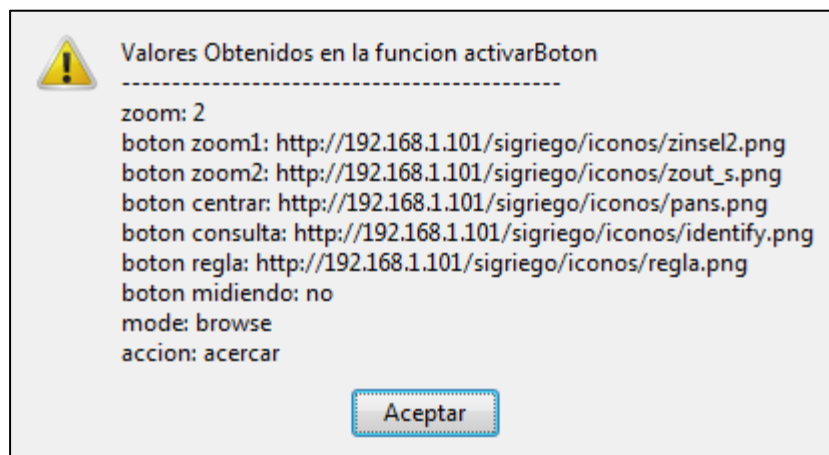 Valores Obtenidos en la funcion activarBoton
--------------------------------------------
zoom: 2
boton zoom1: http://192.168.1.101/sigriego/iconos/zinsel2.png
boton zoom2: http://192.168.1.101/sigriego/iconos/zout_s.png
boton centrar: http://192.168.1.101/sigriego/iconos/pans.png
boton consulta: http://192.168.1.101/sigriego/iconos/identify.png
boton regla: http://192.168.1.101/sigriego/iconos/regla.png
boton midiendo: no
mode: browse
accion: acercar
Aceptar